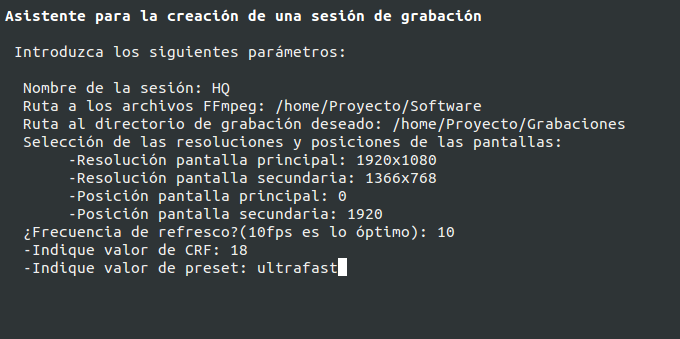 Asistente para la creación de una sesión de grabación
Introduzca los siguientes parámetros:
Nombre de la sesión: HQ
Ruta a los archivos FFmpeg: /home/Proyecto/Software
Ruta al directorio de grabación deseado: /home/Proyecto/Grabaciones
Selección de las resoluciones y posiciones de las pantallas:
-Resolución pantalla principal: 1920x1080
-Resolución pantalla secundaria: 1366x768
-Posición pantalla principal: 0
-Posición pantalla secundaria: 1920
¿Frecuencia de refresco?(10fps es lo óptimo): 10
-Indique valor de CRF: 18
-Indique valor de preset: ultrafast